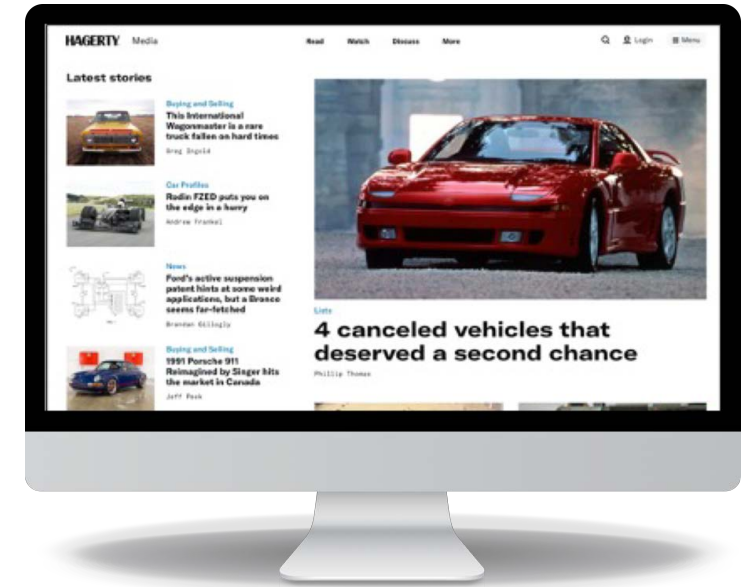 HAGERTY Media
Read Watch Discuss More
Login Menu
Latest stories
Buying and Selling
This International
Wagonmaster is a rare
truck fallen on hard times
Greg Ingold
Car Profiles
Rodin FZED puts you on
the edge in a hurry
Andrew Frankel
News
Ford's active suspension
patent hints at some weird
applications, but a Bronco
seems far-fetched
Brandan Gillogly
Buying and Selling
1991 Porsche 911
Reimagined by Singer hits
the market in Canada
Jeff Peek
Lists
4 canceled vehicles that
deserved a second chance
Phillip Thomas